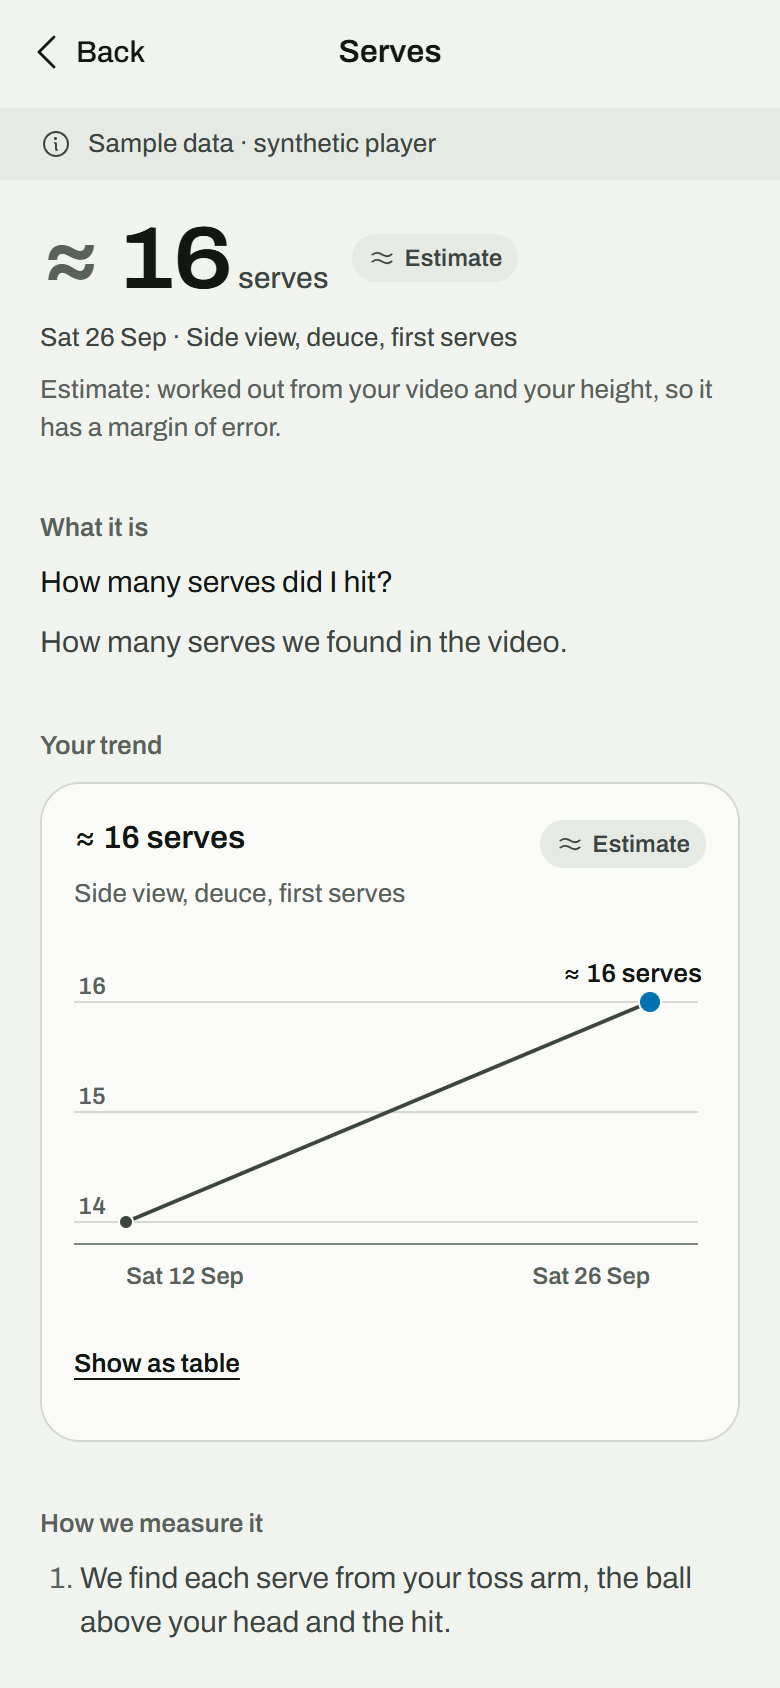 Back
Serves
Sample data · synthetic player
≈ 16 serves
≈ Estimate
Sat 26 Sep · Side view, deuce, first serves
Estimate: worked out from your video and your height, so it
has a margin of error.
What it is
How many serves did I hit?
How many serves we found in the video.
Your trend
≈ 16 serves
≈ Estimate
Side view, deuce, first serves
≈ 16 serves
16
15
14
Sat 12 Sep
Sat 26 Sep
Show as table
How we measure it
1. We find each serve from your toss arm, the ball
above your head and the hit.